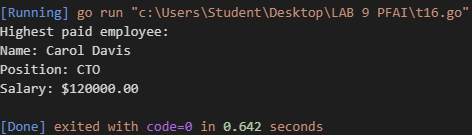 [Running] go run "c:\Users\Student\Desktop\LAB 9 PFAI\t16.go"
Highest paid employee:
Name: Carol Davis
Position: CTO
Salary: $120000.00
[Done] exited with code=0 in 0.642 seconds